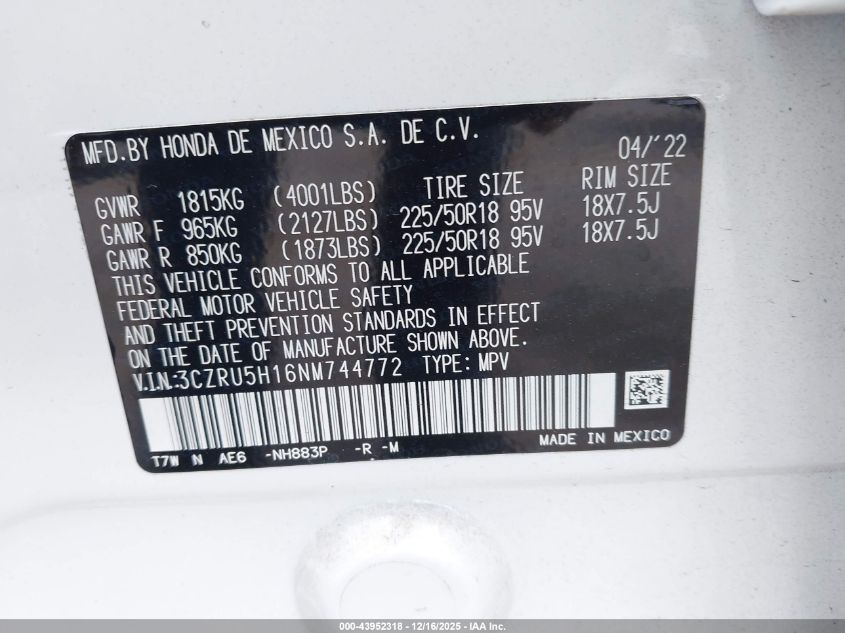 MFD.BY HONDA DE MEXICO S.A. DE C.V. 04/'22
GVWR 1815KG (4001LBS) TIRE SIZE RIM SIZE
GAWR F 965KG (2127LBS) 225/50R18 95V 18X7.5J
GAWR R 850KG (1873LBS) 225/50R18 95V 18X7.5J
THIS VEHICLE CONFORMS TO ALL APPLICABLE
FEDERAL MOTOR VEHICLE SAFETY
AND THEFT PREVENTION STANDARDS IN EFFECT
ON THE DATE OF MANUFACTURE SHOWN ABOVE.
V.I.N.:3CZRU5H16NM744772 TYPE: MPV
T7W N AE6 -NH883P -R -M MADE IN MEXICO
000-43952318 - 12/16/2025 - IAA Inc.